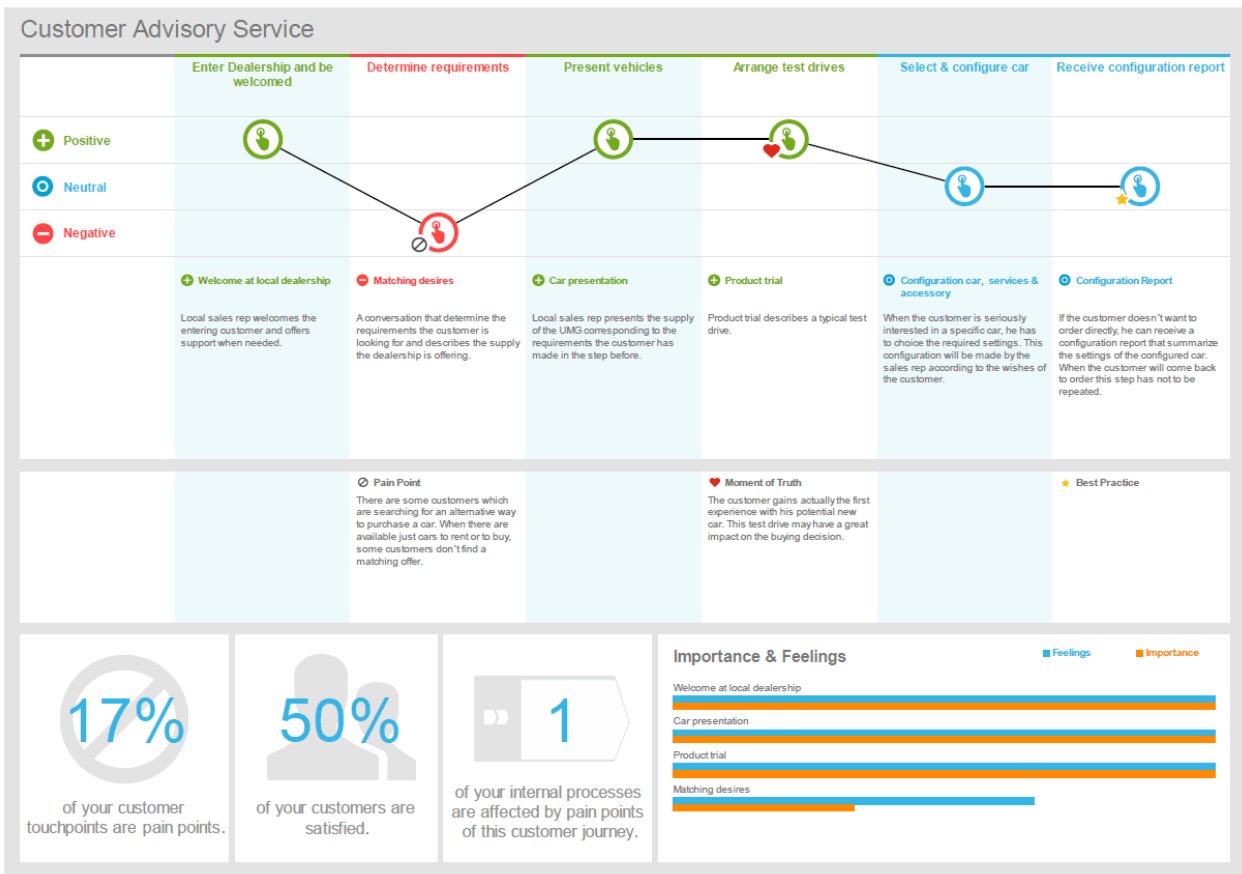 Customer Advisory Service
Enter Dealership and be
welcomed
Determine requirements
Present vehicles
Arrange test drives
Select & configure car
Receive configuration report
Positive
Neutral
Negative
Welcome at local dealership
Local sales rep welcomes the
entering customer and offers
support when needed.
Matching desires
A conversation that determine the
requirements the customer is
looking for and describes the supply
the dealership is offering.
Car presentation
Local sales rep presents the supply
of the UMG corresponding to the
requirements the customer has
made in the step before.
Product trial
Product trial describes a typical test
drive.
Configuration car, services &
accessory
When the customer is seriously
interested in a specific car, he has
to choice the required settings. This
configuration will be made by the
sales rep according to the wishes of
the customer.
Configuration Report
If the customer doesn´t want to
order directly, he can receive a
configuration report that summarize
the settings of the configured car.
When the customer will come back
to order this step has not to be
repeated.
Pain Point
There are some customers which
are searching for an alternative way
to purchase a car. When there are
available just cars to rent or to buy,
some customers don´t find a
matching offer.
Moment of Truth
The customer gains actually the first
experience with his potential new
car. This test drive may have a great
impact on the buying decision.
Best Practice
17%
of your customer
touchpoints are pain points.
50%
of your customers are
satisfied.
1
of your internal processes
are affected by pain points
of this customer journey.
Importance & Feelings
Feelings
Importance
Welcome at local dealership
Car presentation
Product trial
Matching desires